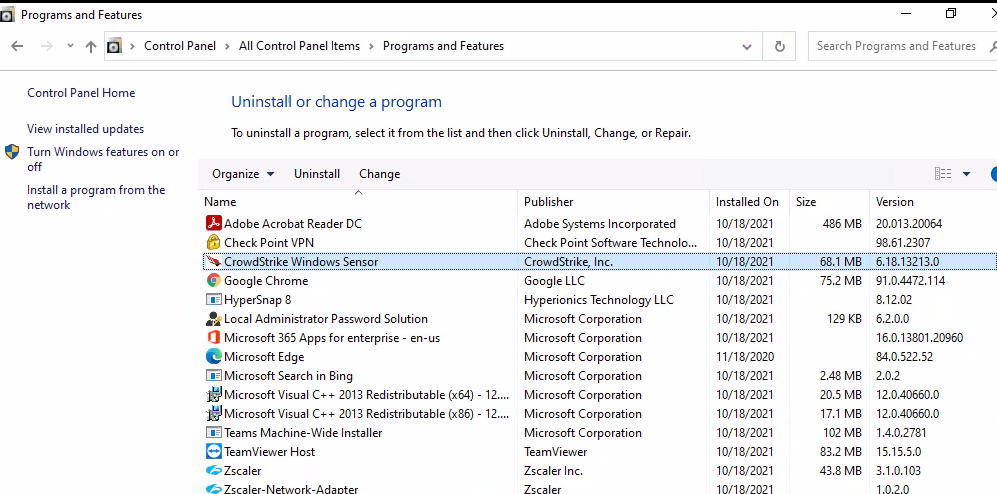 Programs and Features
Control Panel > All Control Panel Items > Programs and Features
Search Programs and Features
Control Panel Home
View installed updates
Turn Windows features on or
off
Install a program from the
network
Uninstall or change a program
To uninstall a program, select it from the list and then click Uninstall, Change, or Repair.
Organize Uninstall Change
Name Publisher Installed On Size Version
Adobe Acrobat Reader DC Adobe Systems Incorporated 10/18/2021 486 MB 20.013.20064
Check Point VPN Check Point Software Technolo... 10/18/2021 98.61.2307
CrowdStrike Windows Sensor CrowdStrike, Inc. 10/18/2021 68.1 MB 6.18.13213.0
Google Chrome Google LLC 10/18/2021 75.2 MB 91.0.4472.114
HyperSnap 8 Hyperionics Technology LLC 10/18/2021 8.12.02
Local Administrator Password Solution Microsoft Corporation 10/18/2021 129 KB 6.2.0.0
Microsoft 365 Apps for enterprise - en-us Microsoft Corporation 10/18/2021 16.0.13801.20960
Microsoft Edge Microsoft Corporation 11/18/2020 84.0.522.52
Microsoft Search in Bing Microsoft Corporation 10/18/2021 2.48 MB 2.0.2
Microsoft Visual C++ 2013 Redistributable (x64) - 12.... Microsoft Corporation 10/18/2021 20.5 MB 12.0.40660.0
Microsoft Visual C++ 2013 Redistributable (x86) - 12.... Microsoft Corporation 10/18/2021 17.1 MB 12.0.40660.0
Teams Machine-Wide Installer Microsoft Corporation 10/18/2021 102 MB 1.4.0.2781
TeamViewer Host TeamViewer 10/18/2021 83.2 MB 15.15.5.0
Zscaler Zscaler Inc. 10/18/2021 43.8 MB 3.1.0.103
Zscaler-Network-Adapter Zscaler 10/18/2021 1.0.2.0